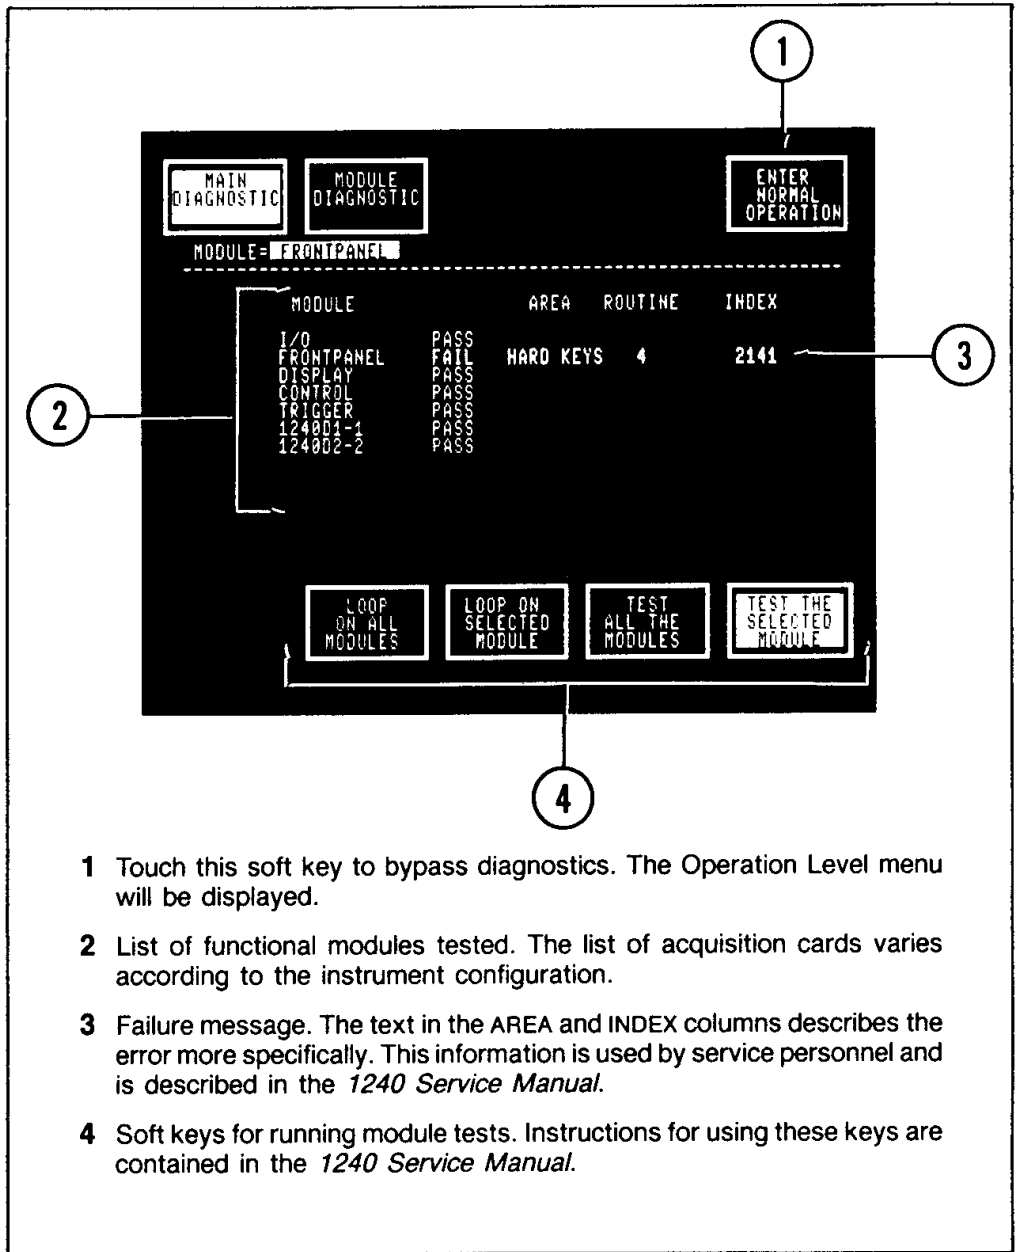 1
MAIN DIAGNOSTIC
MODULE DIAGNOSTIC
ENTER NORMAL OPERATION
MODULE= FRONTPANEL
MODULE AREA ROUTINE INDEX
I/O PASS
FRONTPANEL FAIL HARD KEYS 4 2141
DISPLAY PASS
CONTROL PASS
TRIGGER PASS
1240D1-1 PASS
1240D2-2 PASS
3
2
LOOP ON ALL MODULES
LOOP ON SELECTED MODULE
TEST ALL THE MODULES
TEST THE SELECTED MODULE
4
1 Touch this soft key to bypass diagnostics. The Operation Level menu
will be displayed.
2 List of functional modules tested. The list of acquisition cards varies
according to the instrument configuration.
3 Failure message. The text in the AREA and INDEX columns describes the
error more specifically. This information is used by service personnel and
is described in the 1240 Service Manual.
4 Soft keys for running module tests. Instructions for using these keys are
contained in the 1240 Service Manual.